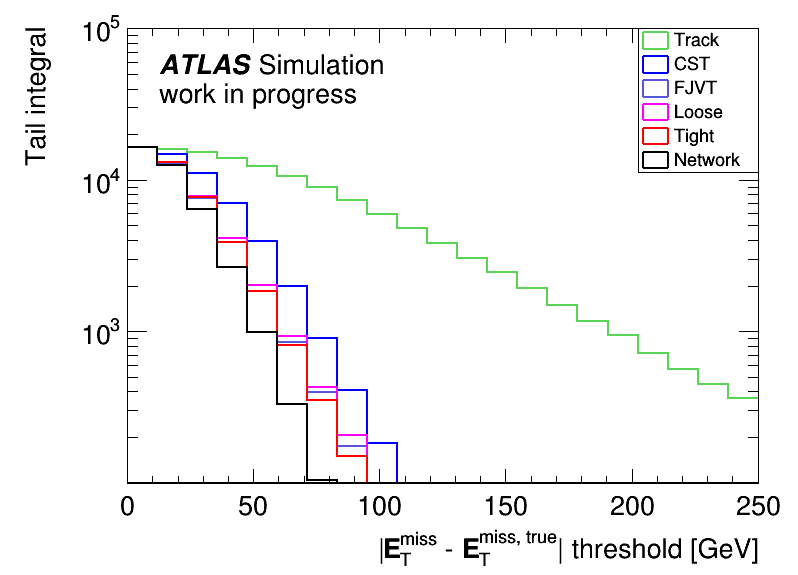 10^5
Tail integral
ATLAS Simulation
work in progress
Track
CST
FJVT
Loose
Tight
Network
10^4
10^3
0 50 100 150 200 250
|E_T^miss - E_T^miss, true| threshold [GeV]